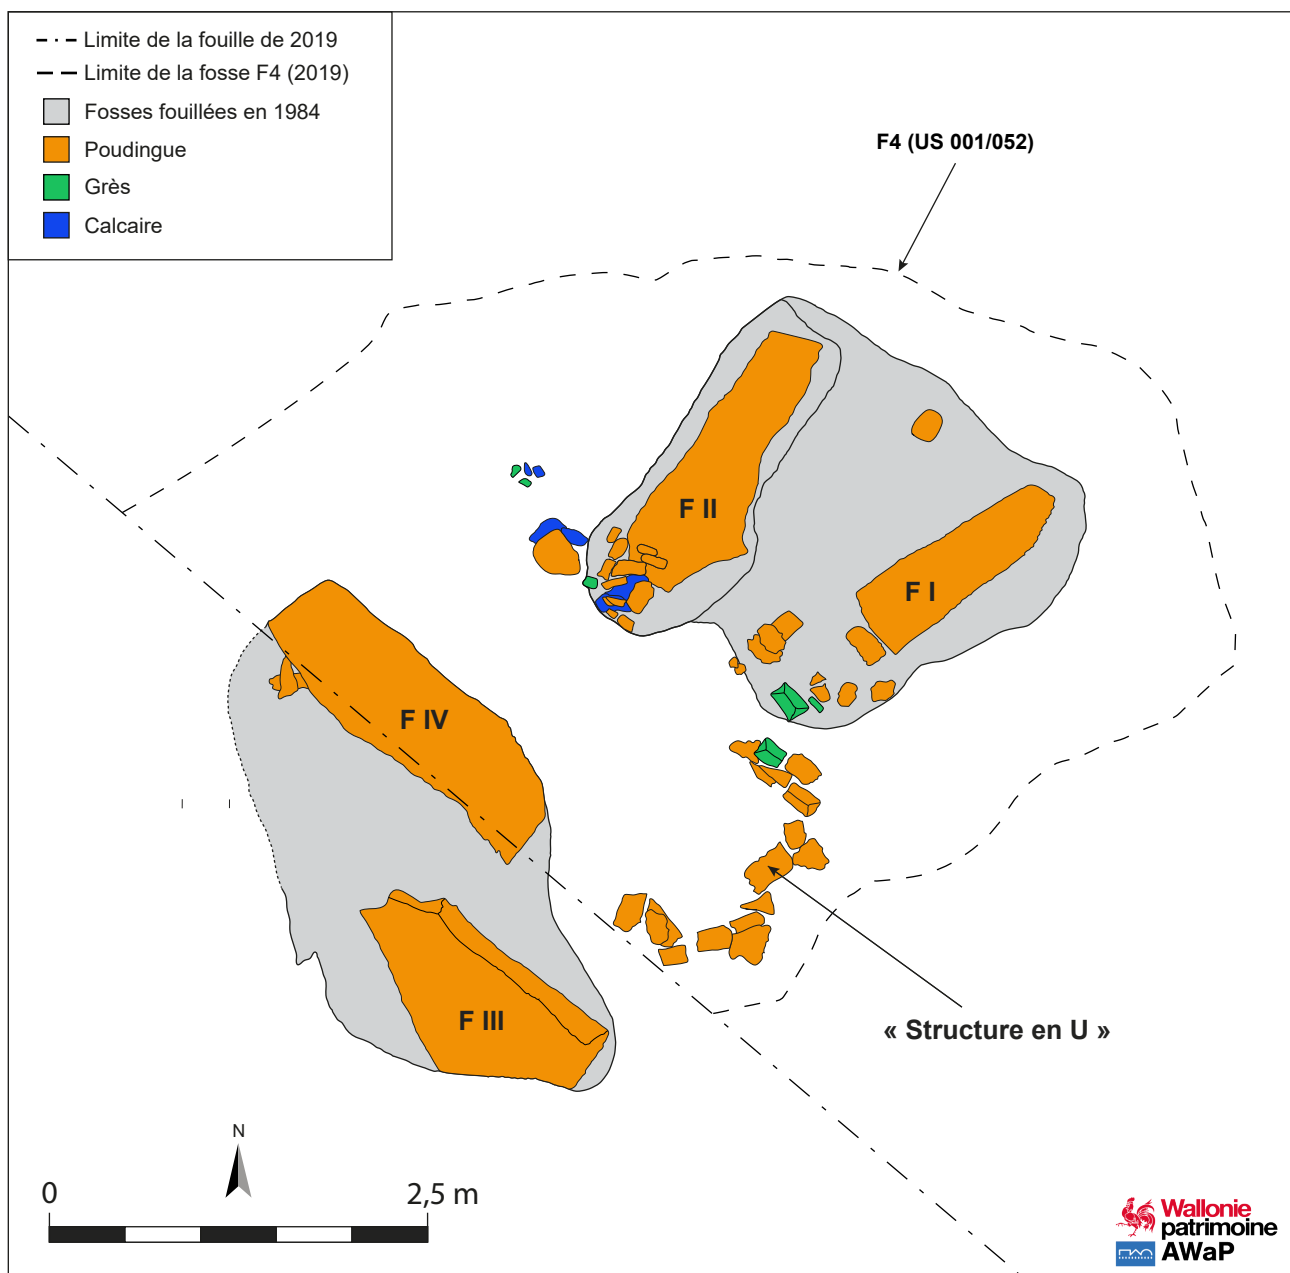 Limite de la fouille de 2019
Limite de la fosse F4 (2019)
Fosses fouillées en 1984
Poudingue
Grès
Calcaire
F4 (US 001/052)
F II
F I
F IV
F III
« Structure en U »
N
0 2,5 m
Wallonie
patrimoine
AWaP